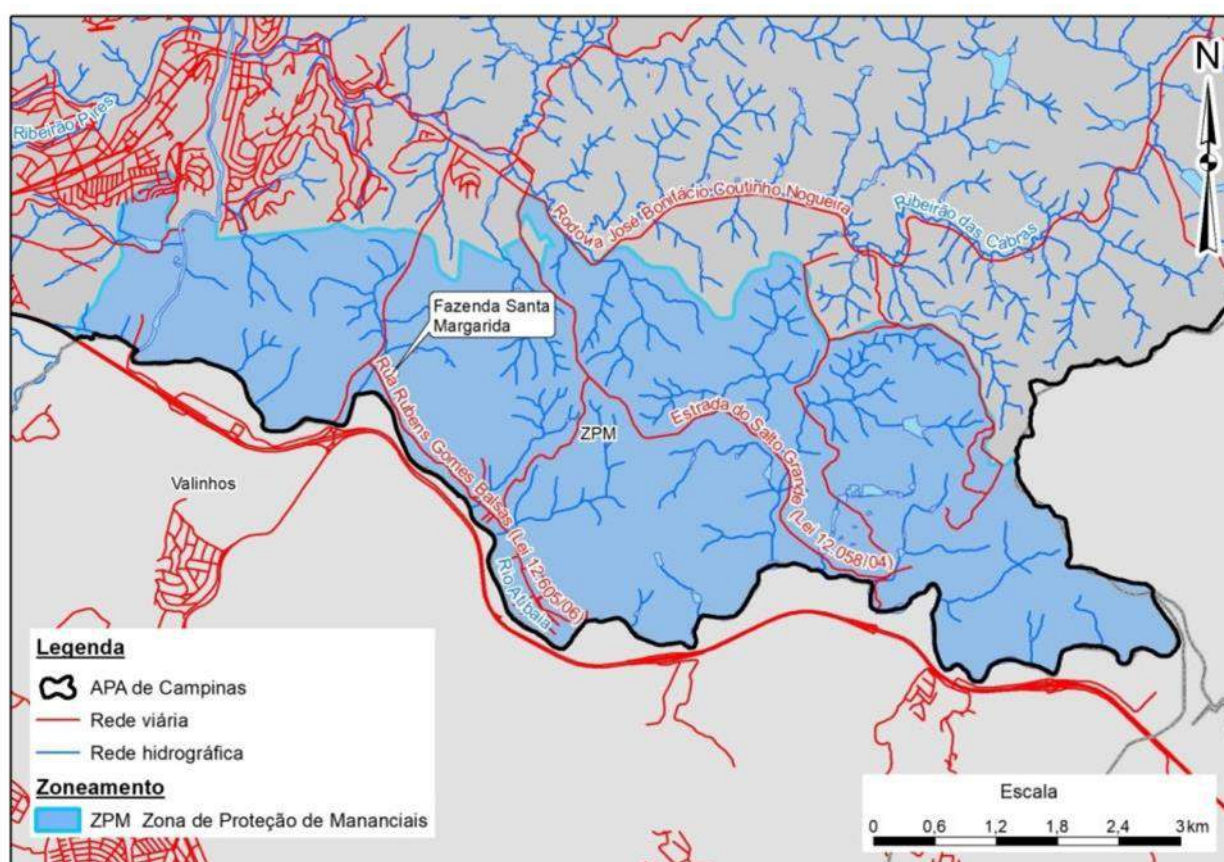 N
Ribeirão Pires
Rodovia José Bonifácio Coutinho Nogueira
Ribeirão das Cabras
Fazenda Santa
Margarida
Rua Rubens Gomes Balsas (Lei 12.605/06)
Estrada do Salto Grande (Lei 12.058/04)
ZPM
Valinhos
Rio Atibaia
Legenda
APA de Campinas
Rede viária
Rede hidrográfica
Zoneamento
ZPM Zona de Proteção de Mananciais
Escala
0 0,6 1,2 1,8 2,4 3 km